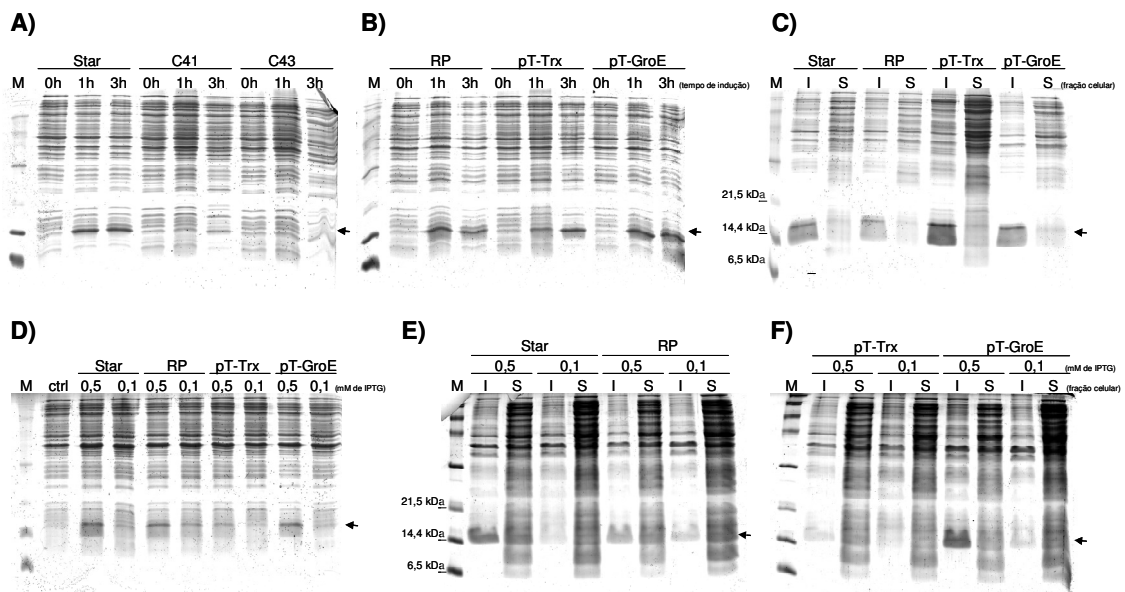 A)
Star C41 C43
M 0h 1h 3h 0h 1h 3h 0h 1h 3h
B)
RP pT-Trx pT-GroE
M 0h 1h 3h 0h 1h 3h 0h 1h 3h (tempo de indução)
C)
Star RP pT-Trx pT-GroE
M I S I S I S I S (fração celular)
21,5 kDa
14,4 kDa
6,5 kDa
D)
Star RP pT-Trx pT-GroE
M ctrl 0,5 0,1 0,5 0,1 0,5 0,1 0,5 0,1 (mM de IPTG)
E)
Star RP
0,5 0,1 0,5 0,1
M I S I S I S I S
21,5 kDa
14,4 kDa
6,5 kDa
F)
pT-Trx pT-GroE
0,5 0,1 0,5 0,1 (mM de IPTG)
M I S I S I S I S (fração celular)